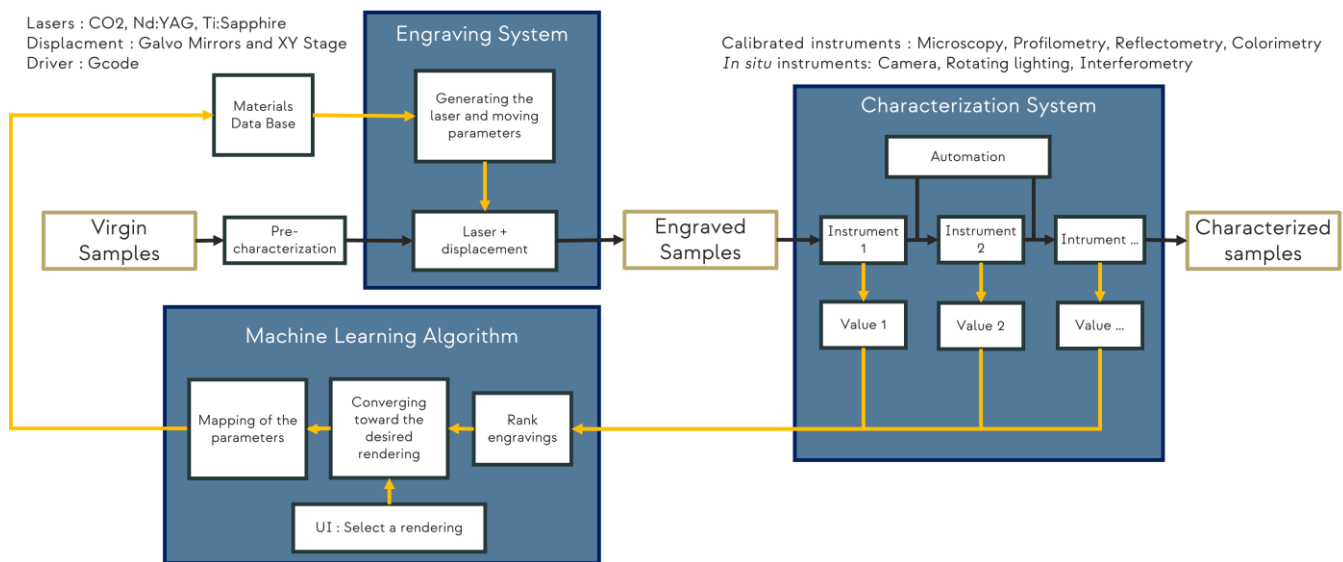 Lasers : CO2, Nd:YAG, Ti:Sapphire
Displacment : Galvo Mirrors and XY Stage
Driver : Gcode
Engraving System
Calibrated instruments : Microscopy, Profilometry, Reflectometry, Colorimetry
In situ instruments: Camera, Rotating lighting, Interferometry
Characterization System
Materials
Data Base
Generating the
laser and moving
parameters
Automation
Virgin
Samples
Pre-
characterization
Laser +
displacement
Engraved
Samples
Instrument
1
Instrument
2
Intrument ...
Characterized
samples
Value 1
Value 2
Value ...
Machine Learning Algorithm
Mapping of the
parameters
Converging
toward the
desired
rendering
Rank
engravings
UI : Select a rendering